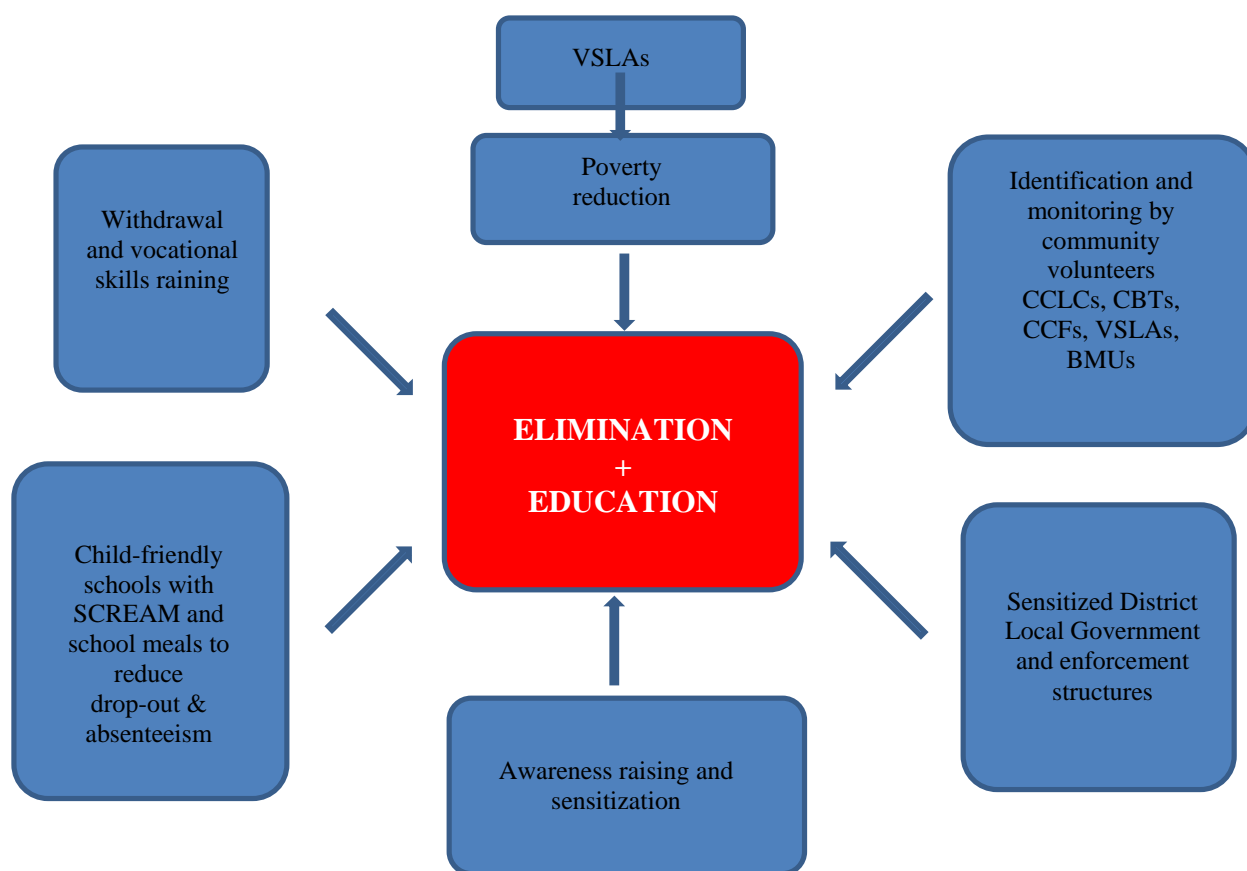 VSLAs
Poverty
reduction
Withdrawal
and vocational
skills raining
Identification and
monitoring by
community
volunteers
CCLCs, CBTs,
CCFs, VSLAs,
BMUs
ELIMINATION
+
EDUCATION
Child-friendly
schools with
SCREAM and
school meals to
reduce
drop-out &
absenteeism
Sensitized District
Local Government
and enforcement
structures
Awareness raising and
sensitization